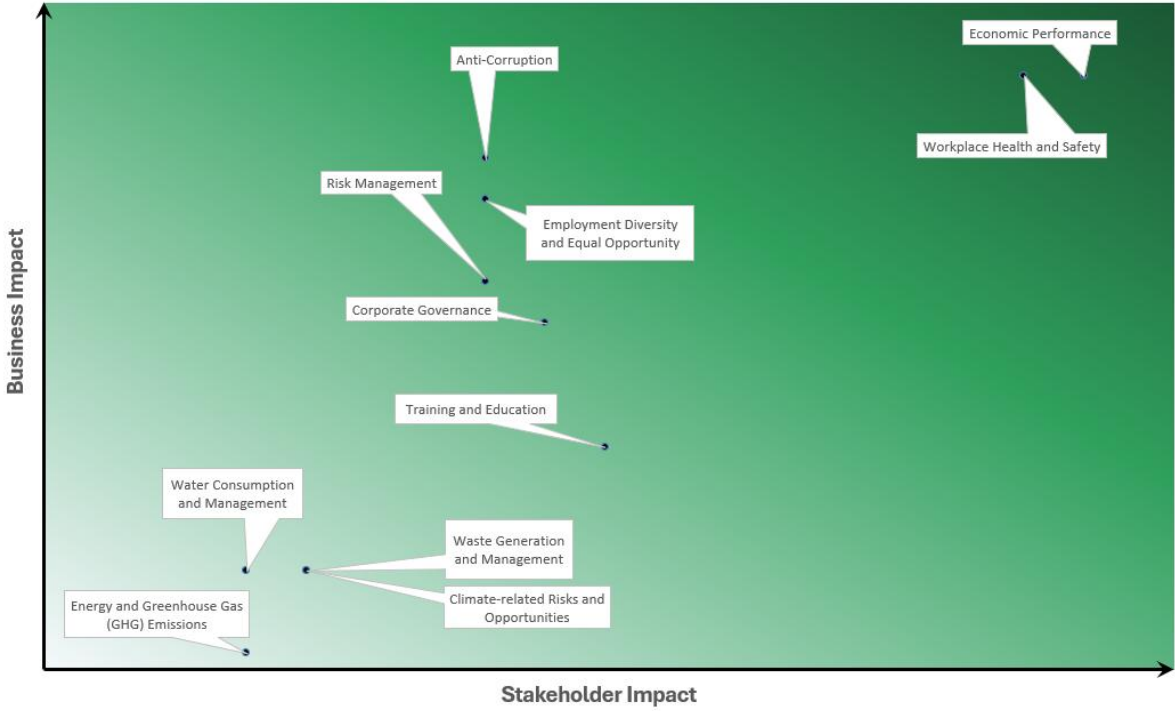 Economic Performance
Anti-Corruption
Workplace Health and Safety
Risk Management
Employment Diversity
and Equal Opportunity
Corporate Governance
Business Impact
Training and Education
Water Consumption
and Management
Waste Generation
and Management
Climate-related Risks and
Opportunities
Energy and Greenhouse Gas
(GHG) Emissions
Stakeholder Impact